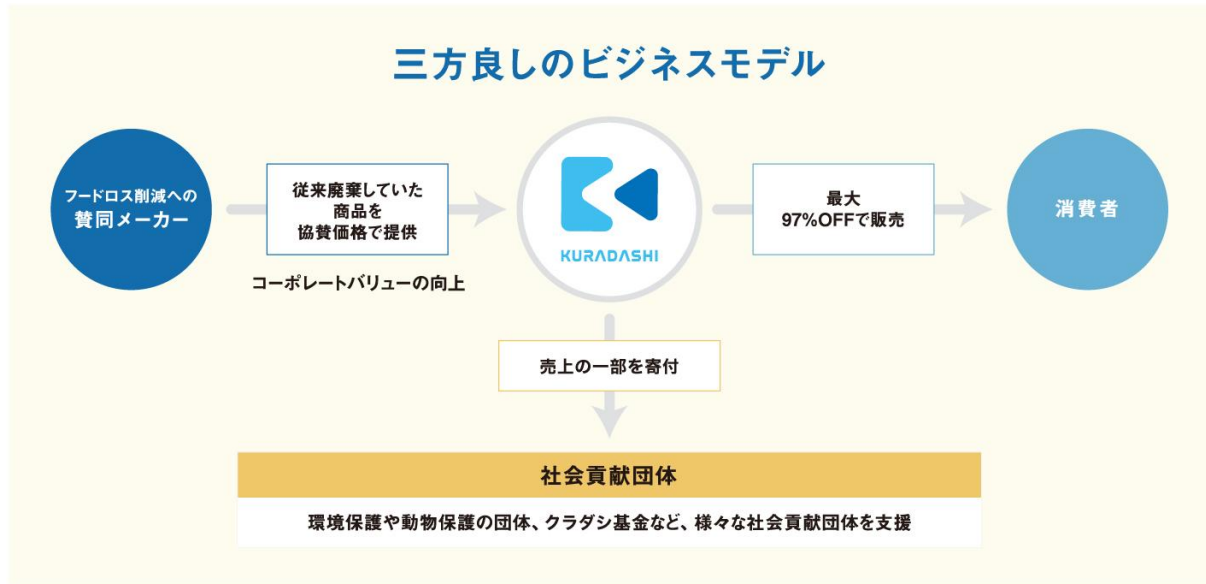 三方良しのビジネスモデル
フードロス削減への
賛同メーカー
従来廃棄していた
商品を
協賛価格で提供
コーポレートバリューの向上
KURADASHI
最大
97%OFFで販売
消費者
売上の一部を寄付
社会貢献団体
環境保護や動物保護の団体、クラダシ基金など、様々な社会貢献団体を支援